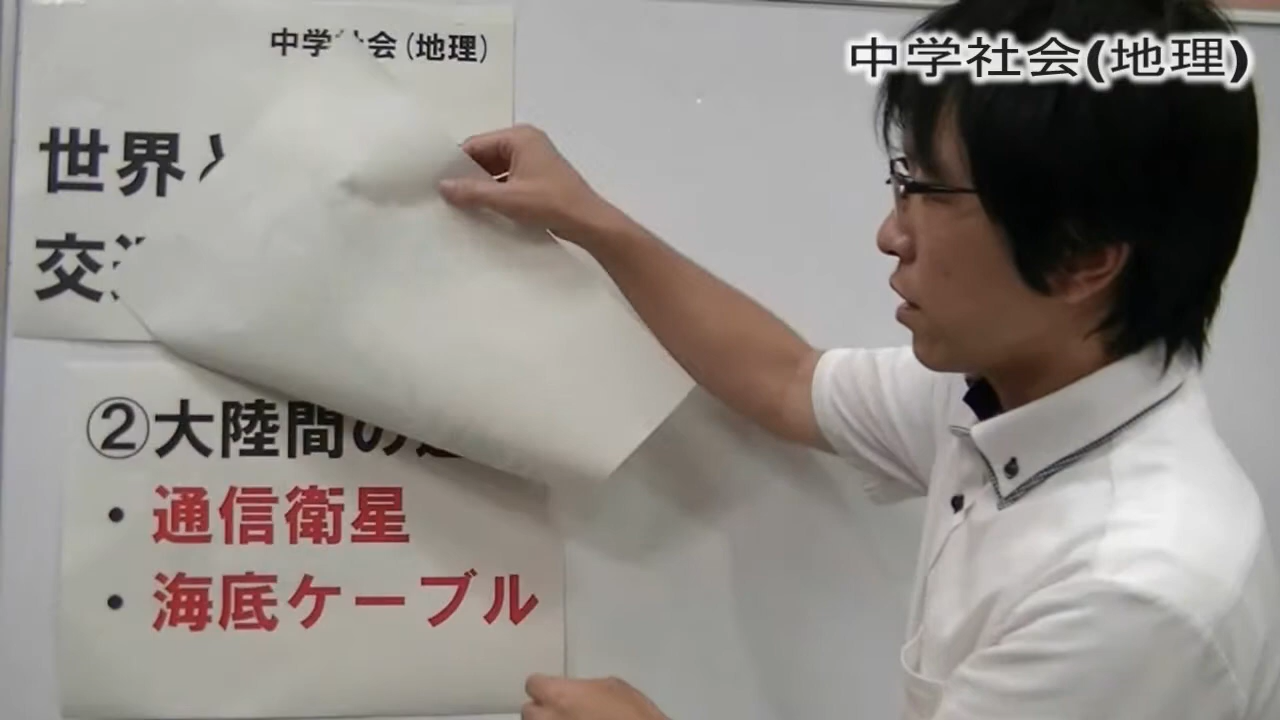 中学社会(地理)
中学 会(地理)
世界
交
②大陸間の
・通信衛星
・海底ケーブル